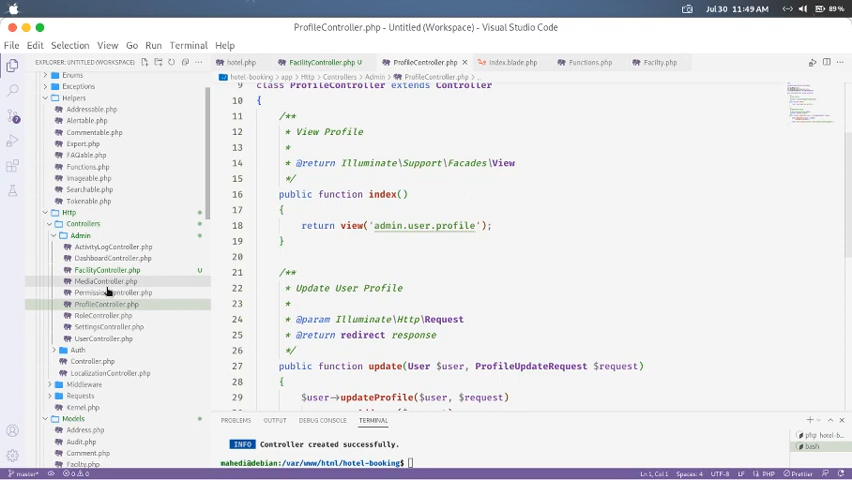 Jul 30 11:49 AM
89 %
ProfileController.php - Untitled (Workspace) - Visual Studio Code
File Edit Selection View Go Run Terminal Help
EXPLORER: UNTITLED (WORKSPACE)
hotel.php FacilityController.php U ProfileController.php index.blade.php Functions.php Facilty.php
hotel-booking > app > Http > Controllers > Admin > ProfileController.php
Enums
Exceptions
Helpers
Addressable.php
Alertable.php
Commentable.php
Export.php
FAQable.php
Functions.php
Imageable.php
Searchable.php
Tokenable.php
Http
Controllers
Admin
ActivityLogController.php
DashboardController.php
FacilityController.php U
MediaController.php
ProfileController.php
RoleController.php
SettingsController.php
UserController.php
Auth
Controller.php
LocalizationController.php
Middleware
Requests
Kernel.php
Models
Address.php
Audit.php
Comment.php
Facilty.php
9 class ProfileController extends Controller
10 {
11 /**
12 * View Profile
13 *
14 * @return Illuminate\Support\Facades\View
15 */
16 public function index()
17 {
18 return view('admin.user.profile');
19 }
20
21 /**
22 * Update User Profile
23 *
24 * @param Illuminate\Http\Request
25 * @return redirect response
26 */
27 public function update(User $user, ProfileUpdateRequest $request)
28 {
29 $user->updateProfile($user, $request)
PROBLEMS OUTPUT DEBUG CONSOLE TERMINAL
INFO Controller created successfully.
mahedi@debian:/var/www/html/hotel-booking$
php hotel-b...
bash
master* 0 0 Ln 1, Col 1 Spaces: 4 UTF-8 LF PHP Prettier